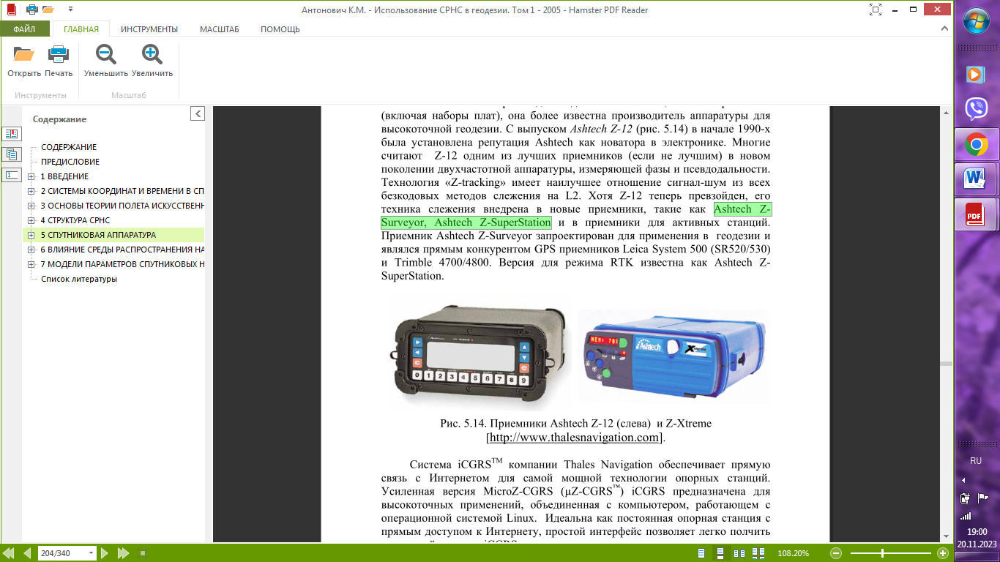 Антонович К.М. - Использование СРНС в геодезии. Том 1 - 2005 - Hamster PDF Reader
ФАЙЛ ГЛАВНАЯ ИНСТРУМЕНТЫ МАСШТАБ ПОМОЩЬ
Открыть Печать Уменьшить Увеличить
Инструменты Масштаб
Содержание
СОДЕРЖАНИЕ
ПРЕДИСЛОВИЕ
1 ВВЕДЕНИЕ
2 СИСТЕМЫ КООРДИНАТ И ВРЕМЕНИ В СП
3 ОСНОВЫ ТЕОРИИ ПОЛЕТА ИСКУССТВЕНН
4 СТРУКТУРА СРНС
5 СПУТНИКОВАЯ АППАРАТУРА
6 ВЛИЯНИЕ СРЕДЫ РАСПРОСТРАНЕНИЯ НА
7 МОДЕЛИ ПАРАМЕТРОВ СПУТНИКОВЫХ Н
Список литературы
(включая наборы плат), она более известна производитель аппаратуры для
высокоточной геодезии. С выпуском Ashtech Z-12 (рис. 5.14) в начале 1990-х
была установлена репутация Ashtech как новатора в электронике. Многие
считают Z-12 одним из лучших приемников (если не лучшим) в новом
поколении двухчастотной аппаратуры, измеряющей фазы и псевдодальности.
Технология «Z-tracking» имеет наилучшее отношение сигнал-шум из всех
безкодовых методов слежения на L2. Хотя Z-12 теперь превзойден, его
техника слежения внедрена в новые приемники, такие как Ashtech Z-
Surveyor, Ashtech Z-SuperStation и в приемники для активных станций.
Приемник Ashtech Z-Surveyor запроектирован для применения в геодезии и
являлся прямым конкурентом GPS приемников Leica System 500 (SR520/530)
и Trimble 4700/4800. Версия для режима RTK известна как Ashtech Z-
SuperStation.
C
0 1 2 3 4 5 6 7 8 9
Ashtech
XTREME
Рис. 5.14. Приемники Ashtech Z-12 (слева) и Z-Xtreme
[http://www.thalesnavigation.com].
Система iCGRS™ компании Thales Navigation обеспечивает прямую
связь с Интернетом для самой мощной технологии опорных станций.
Усиленная версия MicroZ-CGRS (µZ-CGRS™) iCGRS предназначена для
высокоточных применений, объединенная с компьютером, работающем с
операционной системой Linux. Идеальна как постоянная опорная станция с
прямым доступом к Интернету, простой интерфейс позволяет легко полчить
204/340
108.20%
PDF
RU
19:00
20.11.2023